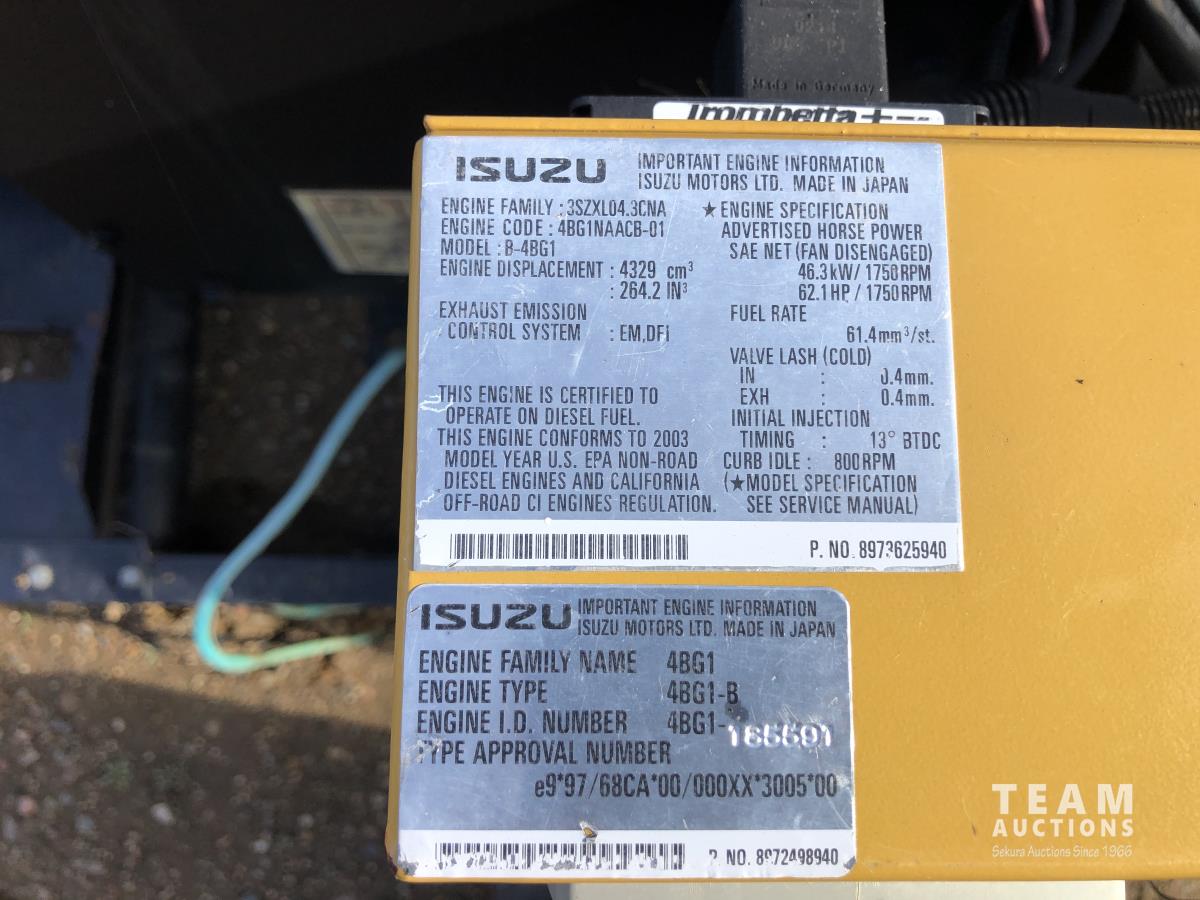 Made in Germany
Trombetta
ISUZU
IMPORTANT ENGINE INFORMATION
ISUZU MOTORS LTD. MADE IN JAPAN
ENGINE FAMILY : 3SZXL04.3CNA
ENGINE CODE : 4BG1NAACB-01
MODEL : B-4BG1
ENGINE DISPLACEMENT : 4329 cm³
: 264.2 IN³
EXHAUST EMISSION
CONTROL SYSTEM : EM,DFI
THIS ENGINE IS CERTIFIED TO
OPERATE ON DIESEL FUEL.
THIS ENGINE CONFORMS TO 2003
MODEL YEAR U.S. EPA NON-ROAD
DIESEL ENGINES AND CALIFORNIA
OFF-ROAD CI ENGINES REGULATION.
★ ENGINE SPECIFICATION
ADVERTISED HORSE POWER
SAE NET (FAN DISENGAGED)
46.3kW/1750RPM
62.1HP/1750RPM
FUEL RATE
61.4mm³/st.
VALVE LASH (COLD)
IN : 0.4mm.
EXH : 0.4mm.
INITIAL INJECTION
TIMING : 13° BTDC
CURB IDLE : 800RPM
(★MODEL SPECIFICATION
SEE SERVICE MANUAL)
P. NO. 8973625940
ISUZU
IMPORTANT ENGINE INFORMATION
ISUZU MOTORS LTD. MADE IN JAPAN
ENGINE FAMILY NAME 4BG1
ENGINE TYPE 4BG1-B
ENGINE I.D. NUMBER 4BG1-165591
TYPE APPROVAL NUMBER
e9*97/68CA*00/000XX*3005*00
P. NO. 8972498940
TEAM
AUCTIONS
Sekura Auctions Since 1966